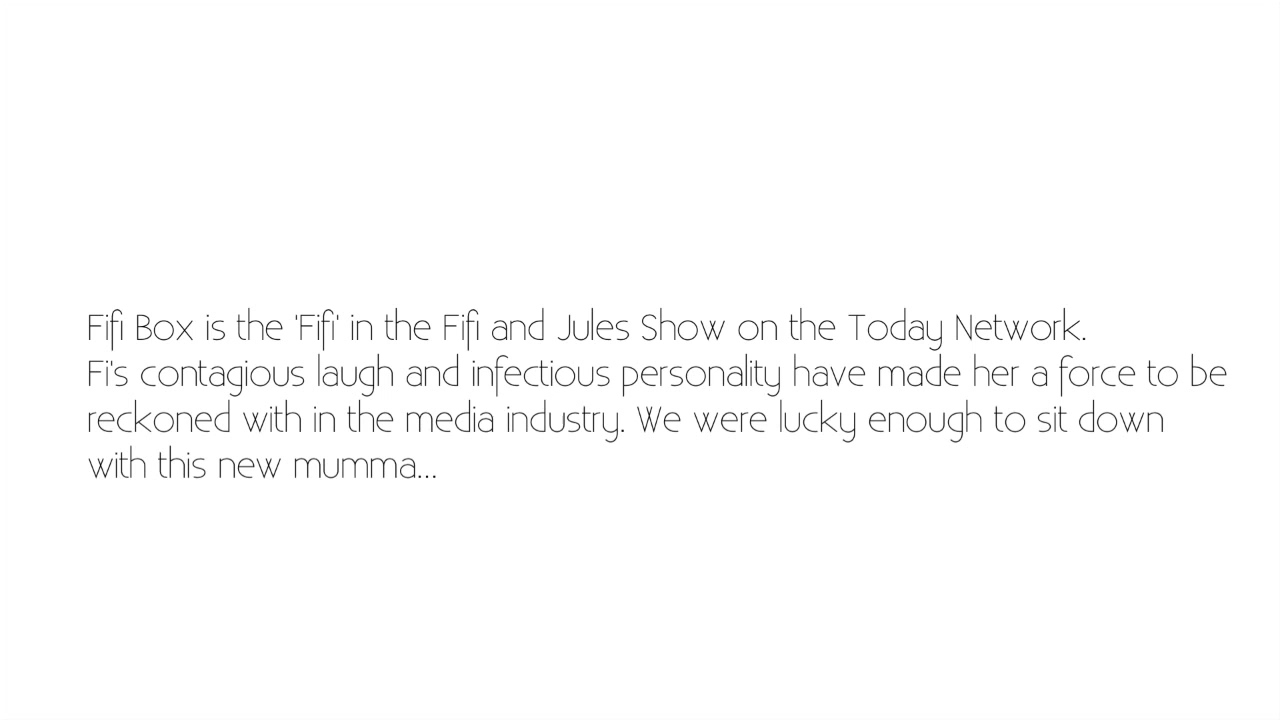 Fifi Box is the 'Fifi' in the Fifi and Jules Show on the Today Network.
Fi's contagious laugh and infectious personality have made her a force to be
reckoned with in the media industry. We were lucky enough to sit down
with this new mumma...